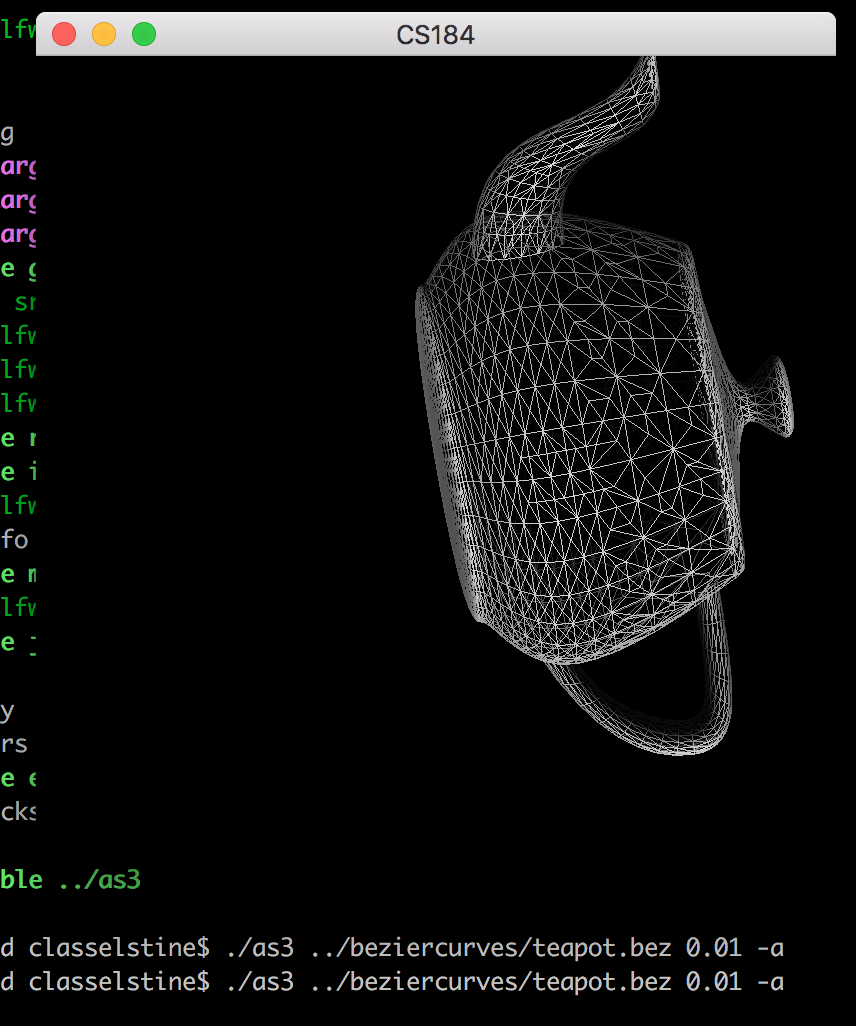 lfw
CS184
g
arg
arg
arg
e g
sr
lfw
lfw
lfw
e r
e i
lfw
fo
e m
lfw
e
y
rs
e e
cks
ble ../as3
d classelstine$ ./as3 ../beziercurves/teapot.bez 0.01 -a
d classelstine$ ./as3 ../beziercurves/teapot.bez 0.01 -a